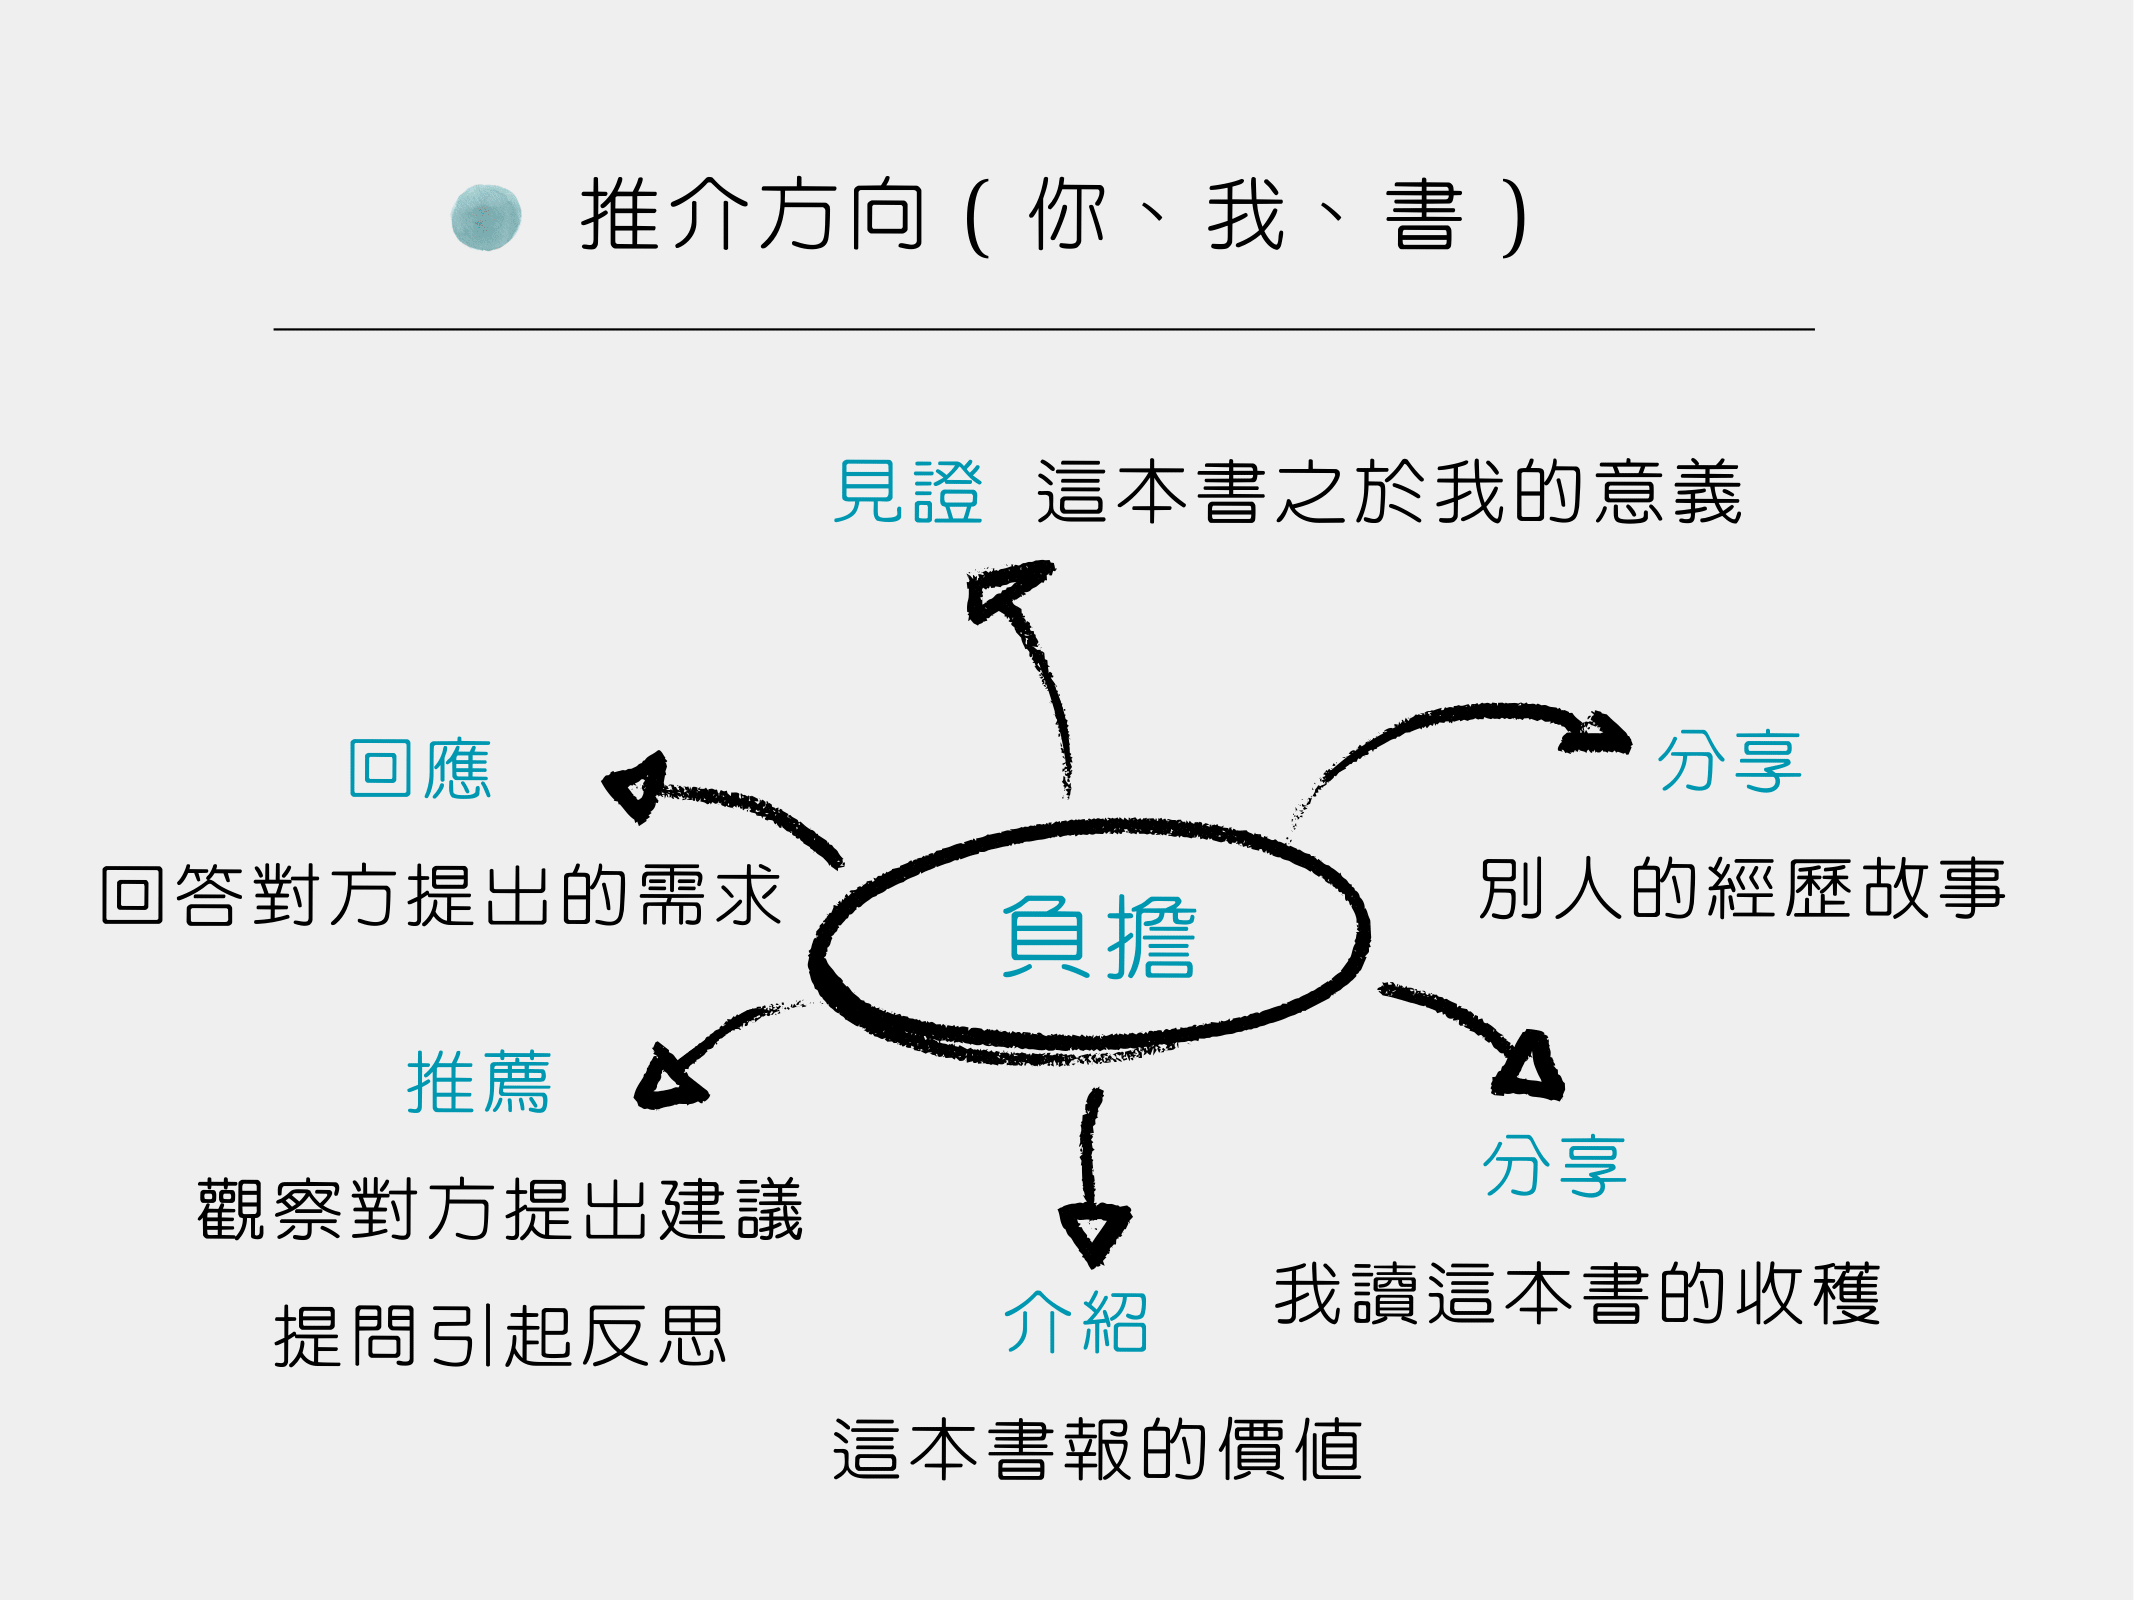 推介方向( 你、我、書 )
見證 這本書之於我的意義
回應
回答對方提出的需求
分享
別人的經歷故事
負擔
推薦
觀察對方提出建議
提問引起反思
分享
我讀這本書的收穫
介紹
這本書報的價值